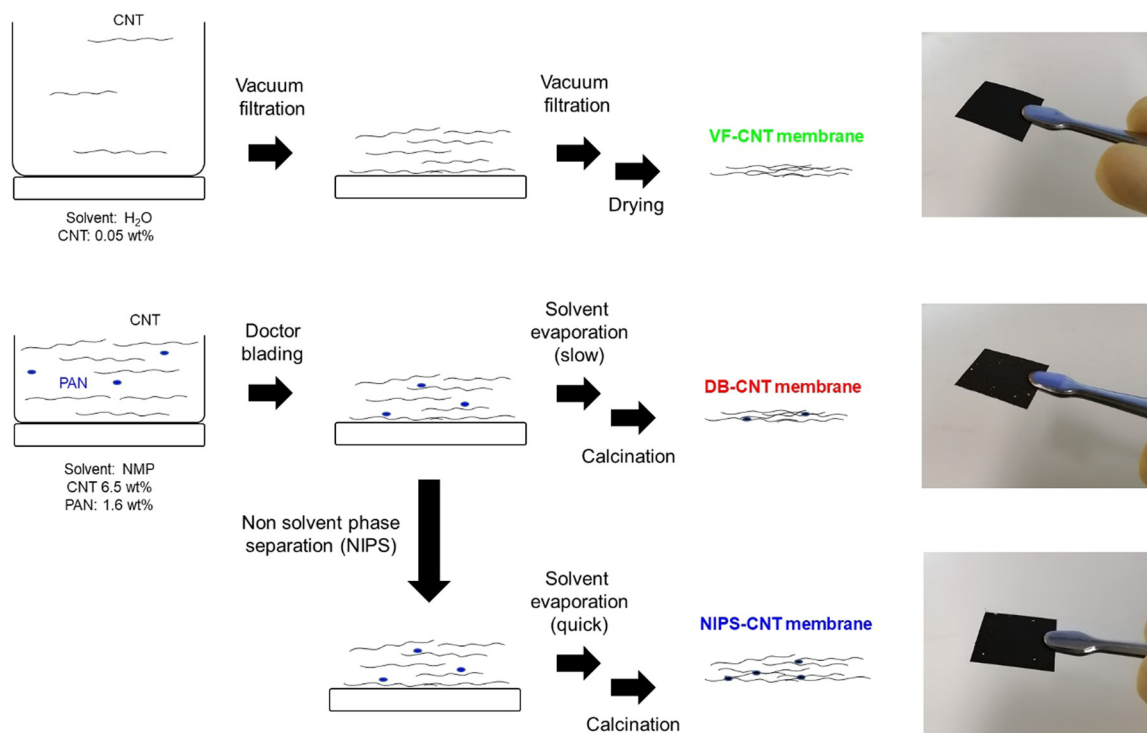 CNT
Vacuum
filtration
Vacuum
filtration
Drying
VF-CNT membrane
Solvent: H₂O
CNT: 0.05 wt%
CNT
PAN
Doctor
blading
Solvent
evaporation
(slow)
Calcination
DB-CNT membrane
Solvent: NMP
CNT 6.5 wt%
PAN: 1.6 wt%
Non solvent phase
separation (NIPS)
Solvent
evaporation
(quick)
Calcination
NIPS-CNT membrane